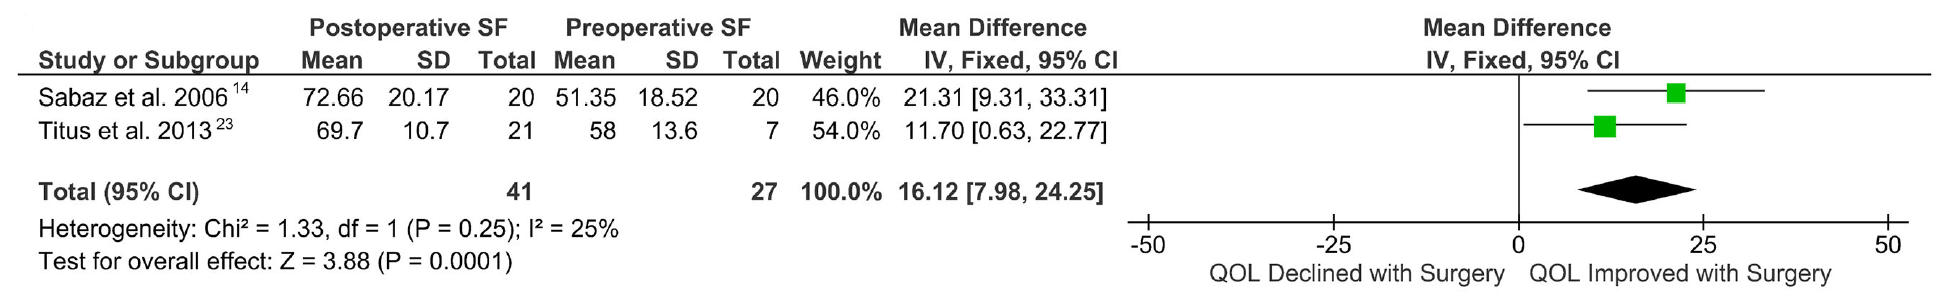 Postoperative SF Preoperative SF Mean Difference Mean Difference
Study or Subgroup Mean SD Total Mean SD Total Weight IV, Fixed, 95% CI IV, Fixed, 95% CI
Sabaz et al. 2006 14 72.66 20.17 20 51.35 18.52 20 46.0% 21.31 [9.31, 33.31]
Titus et al. 2013 23 69.7 10.7 21 58 13.6 7 54.0% 11.70 [0.63, 22.77]
Total (95% CI) 41 27 100.0% 16.12 [7.98, 24.25]
Heterogeneity: Chi² = 1.33, df = 1 (P = 0.25); I² = 25%
-50 -25 0 25 50
Test for overall effect: Z = 3.88 (P = 0.0001)
QOL Declined with Surgery QOL Improved with Surgery